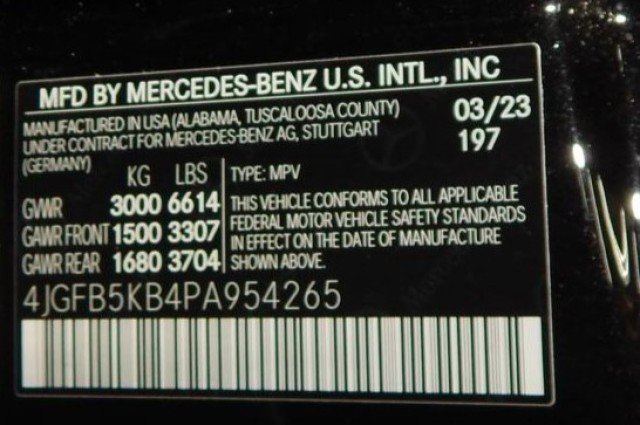 MFD BY MERCEDES-BENZ U.S. INTL., INC
MANUFACTURED IN USA (ALABAMA, TUSCALOOSA COUNTY)
UNDER CONTRACT FOR MERCEDES-BENZ AG, STUTTGART
(GERMANY)
03/23
197
KG LBS
GVWR 3000 6614
GAWR FRONT 1500 3307
GAWR REAR 1680 3704
TYPE: MPV
THIS VEHICLE CONFORMS TO ALL APPLICABLE
FEDERAL MOTOR VEHICLE SAFETY STANDARDS
IN EFFECT ON THE DATE OF MANUFACTURE
SHOWN ABOVE.
4JGFB5KB4PA954265